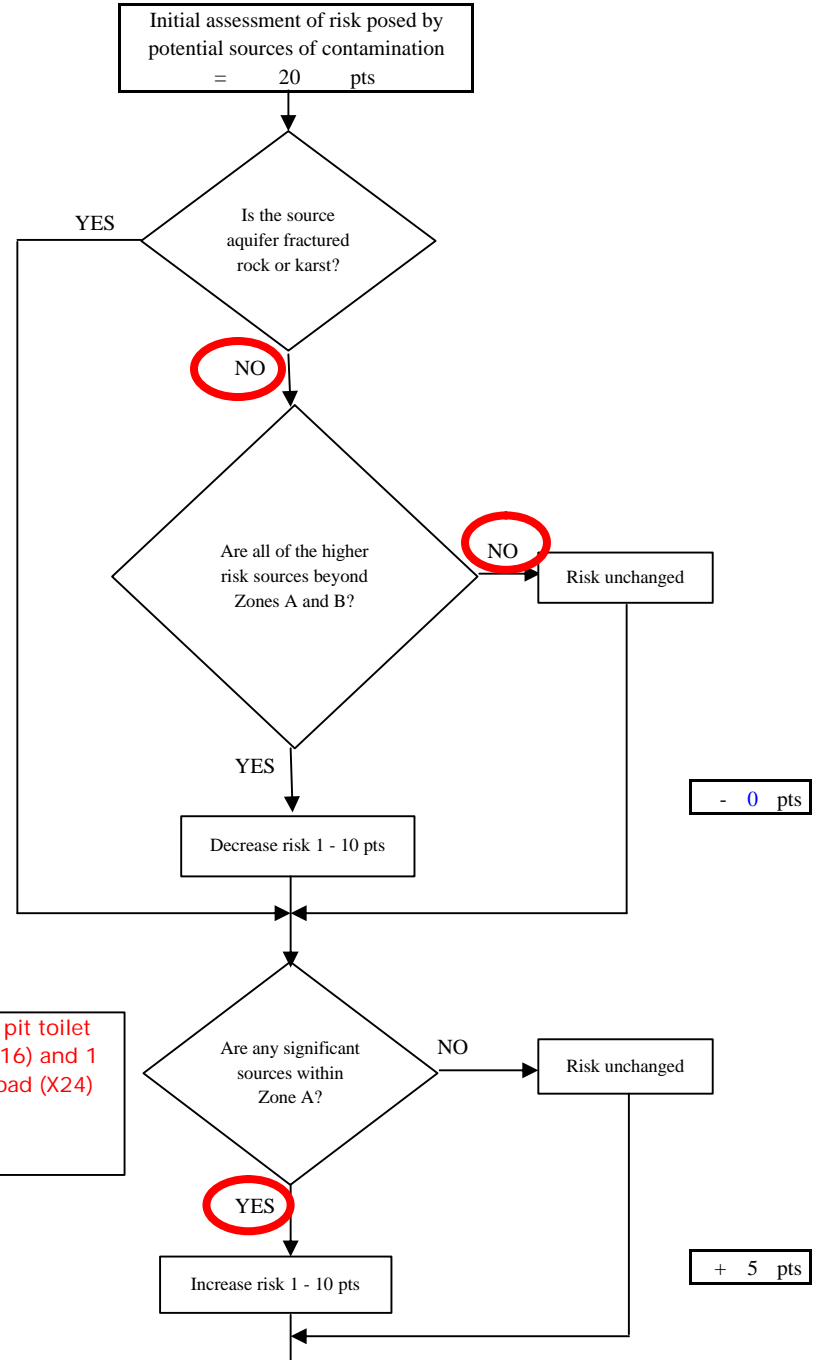 Initial assessment of risk posed by
potential sources of contamination
= 20 pts
Is the source
aquifer fractured
rock or karst?
YES
NO
Are all of the higher
risk sources beyond
Zones A and B?
NO
Risk unchanged
YES
- 0 pts
Decrease risk 1 - 10 pts
pit toilet
16) and 1
oad (X24)
Are any significant
sources within
Zone A?
NO
Risk unchanged
YES
+ 5 pts
Increase risk 1 - 10 pts